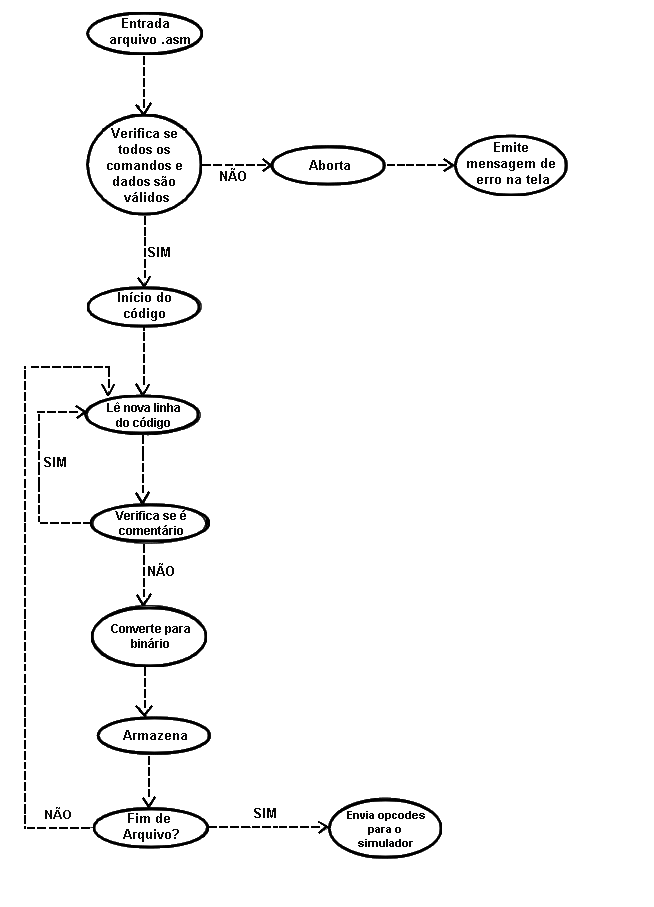 Entrada
arquivo .asm
Verifica se
todos os
comandos e
dados são
válidos
NÃO
Aborta
Emite
mensagem de
erro na tela
SIM
Início do
código
Lê nova linha
do código
SIM
Verifica se é
comentário
NÃO
Converte para
binário
Armazena
Fim de
Arquivo?
NÃO
SIM
Envia opcodes
para o
simulador